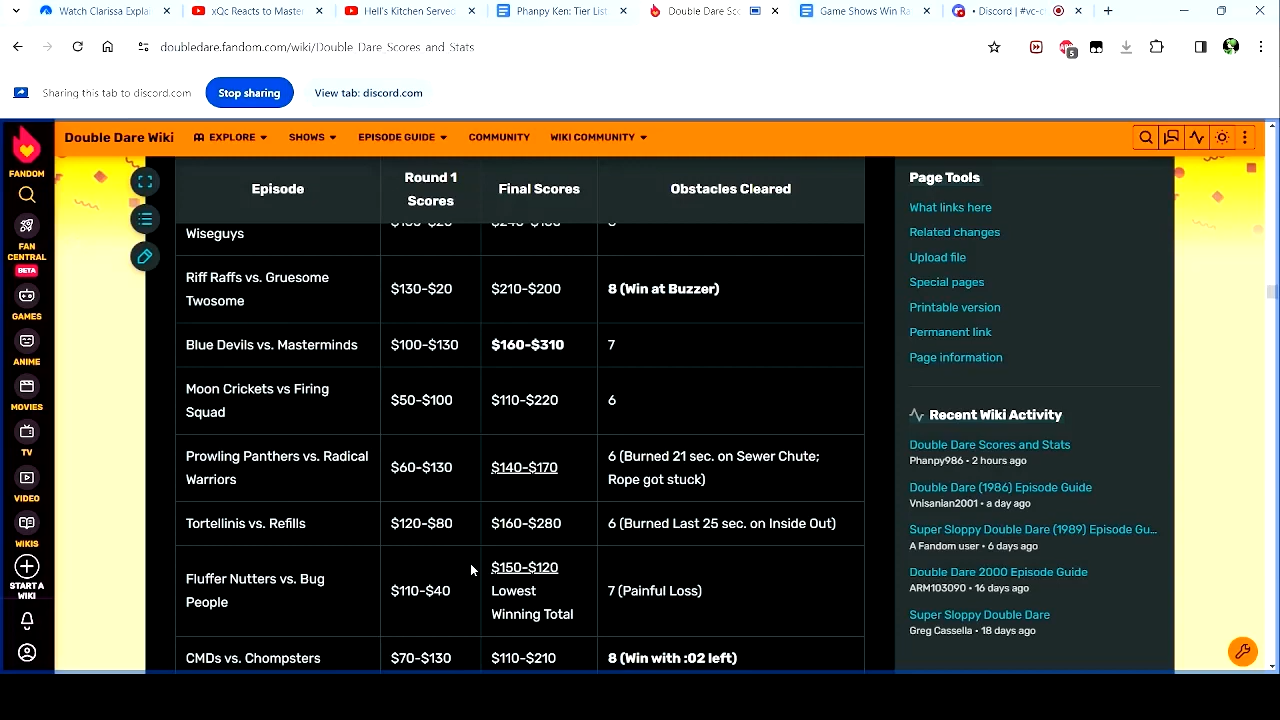 Watch Clarissa Expla
xQc Reacts to Maste
Hell's Kitchen Served
Phanpy Ken: Tier List
Double Dare Sc
Game Shows Win Ra
• Discord | #vc-c
doubledare.fandom.com/wiki/Double_Dare_Scores_and_Stats
5
Sharing this tab to discord.com
Stop sharing
View tab: discord.com
FANDOM
FAN CENTRAL
BETA
GAMES
ANIME
MOVIES
TV
VIDEO
WIKIS
START A WIKI
Double Dare Wiki
EXPLORE
SHOWS
EPISODE GUIDE
COMMUNITY
WIKI COMMUNITY
Episode
Round 1 Scores
Final Scores
Obstacles Cleared
Wiseguys
Riff Raffs vs. Gruesome Twosome
$130-$20
$210-$200
8 (Win at Buzzer)
Blue Devils vs. Masterminds
$100-$130
$160-$310
7
Moon Crickets vs Firing Squad
$50-$100
$110-$220
6
Prowling Panthers vs. Radical Warriors
$60-$130
$140-$170
6 (Burned 21 sec. on Sewer Chute; Rope got stuck)
Tortellinis vs. Refills
$120-$80
$160-$280
6 (Burned Last 25 sec. on Inside Out)
Fluffer Nutters vs. Bug People
$110-$40
$150-$120
Lowest Winning Total
7 (Painful Loss)
CMDs vs. Chompsters
$70-$130
$110-$210
8 (Win with :02 left)
Page Tools
What links here
Related changes
Upload file
Special pages
Printable version
Permanent link
Page information
Recent Wiki Activity
Double Dare Scores and Stats
Phanpy986 • 2 hours ago
Double Dare (1986) Episode Guide
Vnisanian2001 • a day ago
Super Sloppy Double Dare (1989) Episode Gu...
A Fandom user • 6 days ago
Double Dare 2000 Episode Guide
ARM103090 • 16 days ago
Super Sloppy Double Dare
Greg Cassella • 18 days ago